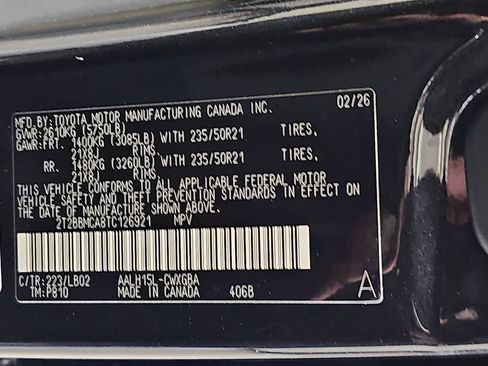 MFD.BY:TOYOTA MOTOR MANUFACTURING CANADA INC. 02/26
GVWR:2610KG (5750LB)
GAWR:FRT. 1400KG (3085LB) WITH 235/50R21 TIRES,
21X8J RIMS,
RR. 1480KG (3260LB) WITH 235/50R21 TIRES,
21X8J RIMS,
THIS VEHICLE CONFORMS TO ALL APPLICABLE FEDERAL MOTOR
VEHICLE SAFETY AND THEFT PREVENTION STANDARDS IN EFFECT ON
THE DATE OF MANUFACTURE SHOWN ABOVE.
2T2BBMCA8TC126921 MPV
C/TR:223/LB02 AALH15L-CWXGBA
TM:P810 MADE IN CANADA 406B A